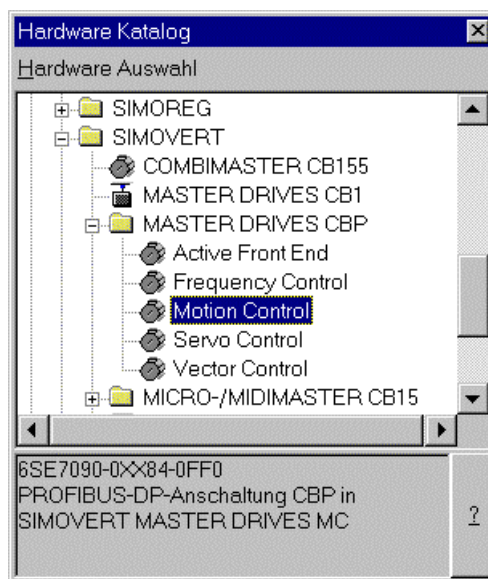 Hardware Katalog
Hardware Auswahl
SIMOREG
SIMOVERT
COMBIMASTER CB155
MASTER DRIVES CB1
MASTER DRIVES CBP
Active Front End
Frequency Control
Motion Control
Servo Control
Vector Control
MICRO-/MIDIMASTER CB15
6SE7090-0XX84-0FF0
PROFIBUS-DP-Anschaltung CBP in
SIMOVERT MASTER DRIVES MC
?